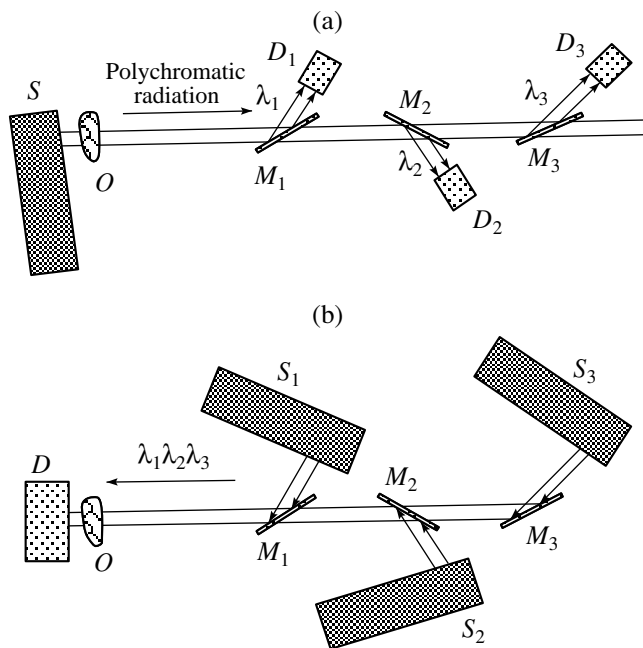 (a)
D1
D3
Polychromatic
radiation
S
λ1
M2
λ3
O
M1
λ2
M3
D2
(b)
S1
S3
D
λ1λ2λ3
M2
O
M1
M3
S2